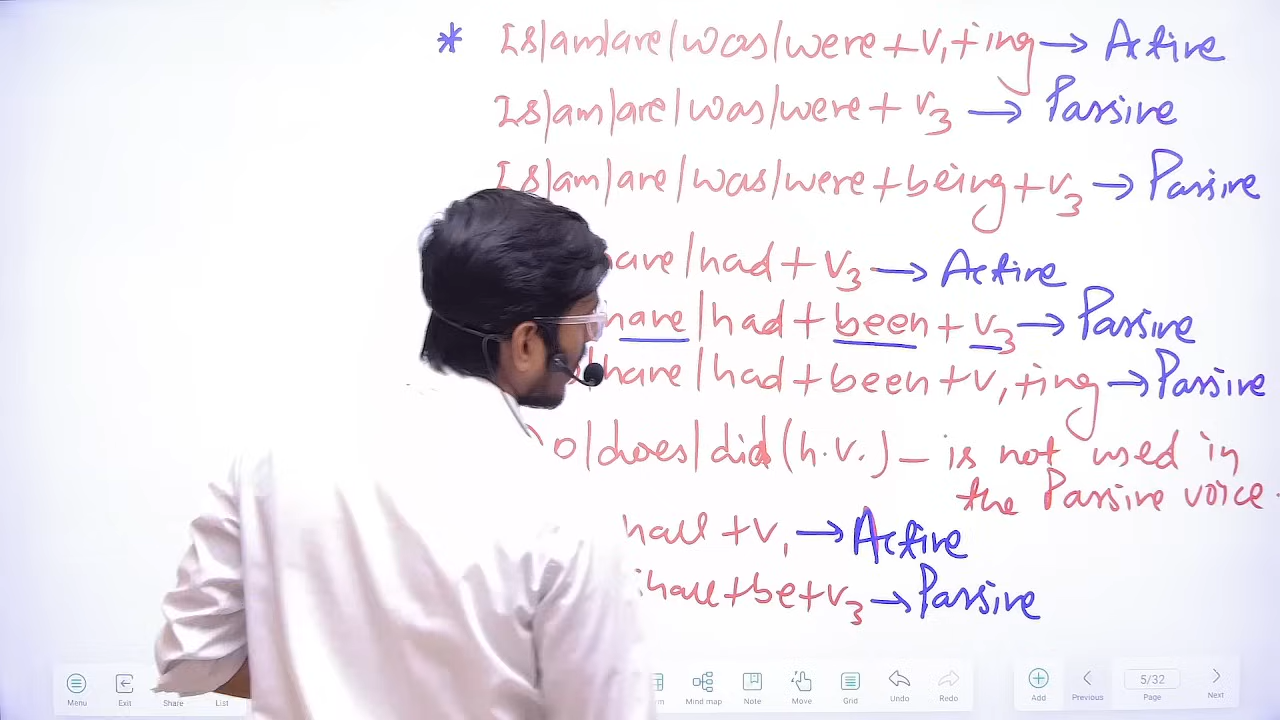 * Is|am|are|was|were + V1 + ing → Active
Is|am|are|was|were + V3 → Passive
Is|am|are|was|were + being + V3 → Passive
have|had + V3 → Active
have|had + been + V3 → Passive
have|had + been + V1 + ing → Passive
Do|does|did (h.v.) – is not used in
the Passive voice.
hall + V1 → Active
shall + be + V3 → Passive
Menu
Exit
Share
List
Mind map
Note
Move
Grid
Undo
Redo
Add
Previous
5/32
Page
Next